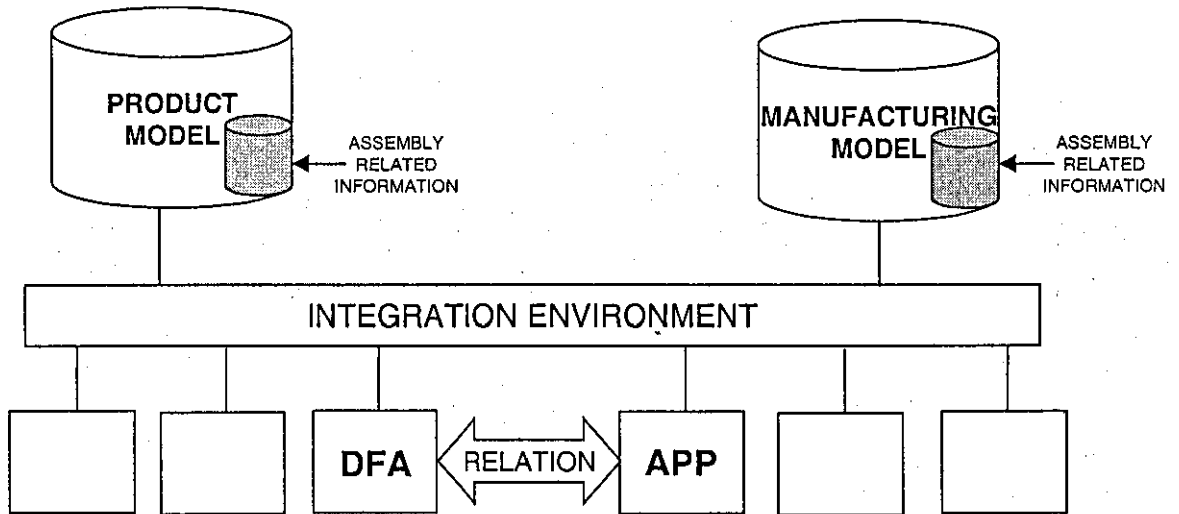 PRODUCT
MODEL
ASSEMBLY
RELATED
INFORMATION
MANUFACTURING
MODEL
ASSEMBLY
RELATED
INFORMATION
INTEGRATION ENVIRONMENT
DFA
RELATION
APP